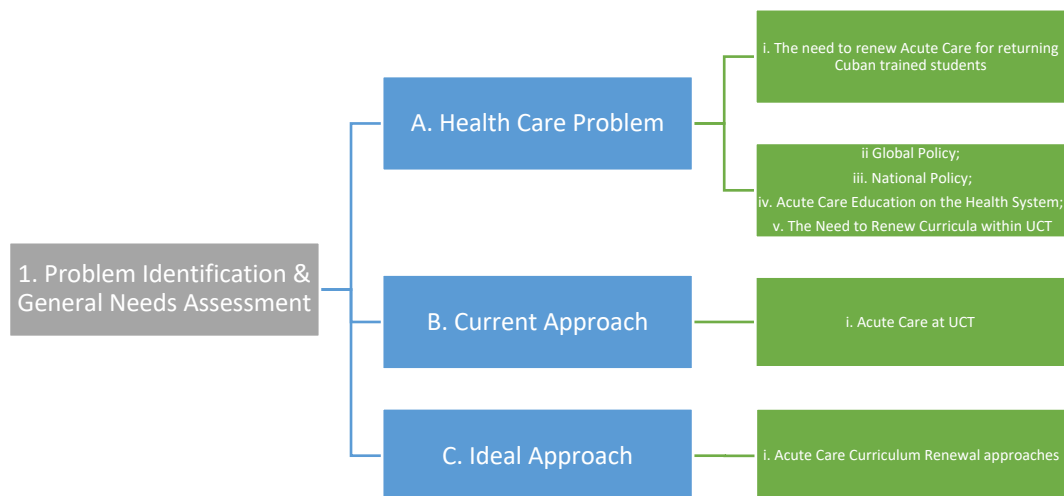 1. Problem Identification &
General Needs Assessment
A. Health Care Problem
i. The need to renew Acute Care for returning
Cuban trained students
ii Global Policy;
iii. National Policy;
iv. Acute Care Education on the Health System;
v. The Need to Renew Curricula within UCT
B. Current Approach
i. Acute Care at UCT
C. Ideal Approach
i. Acute Care Curriculum Renewal approaches